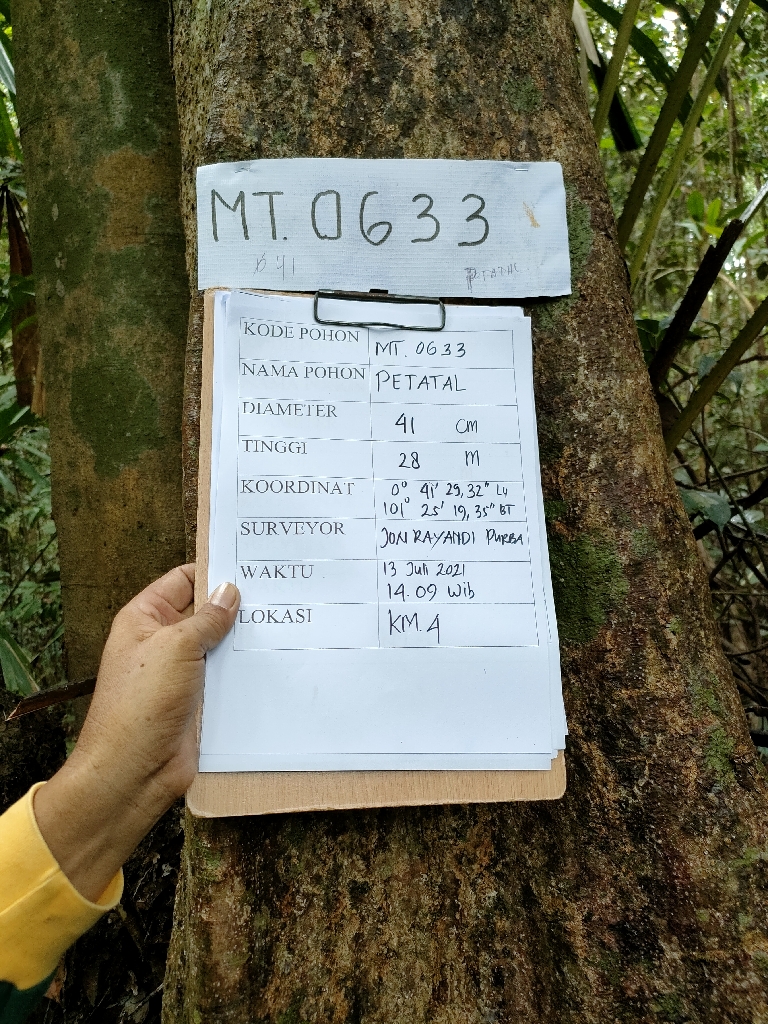 MT. 0633
Ø 41 PETATAL
KODE POHON MT. 0633
NAMA POHON PETATAL
DIAMETER 41 CM
TINGGI 28 M
KOORDINAT 0° 41' 29,32" LU
101° 25' 19,35" BT
SURVEYOR JON RAYANDI PURBA
WAKTU 13 Juli 2021
14.09 Wib
LOKASI KM.4